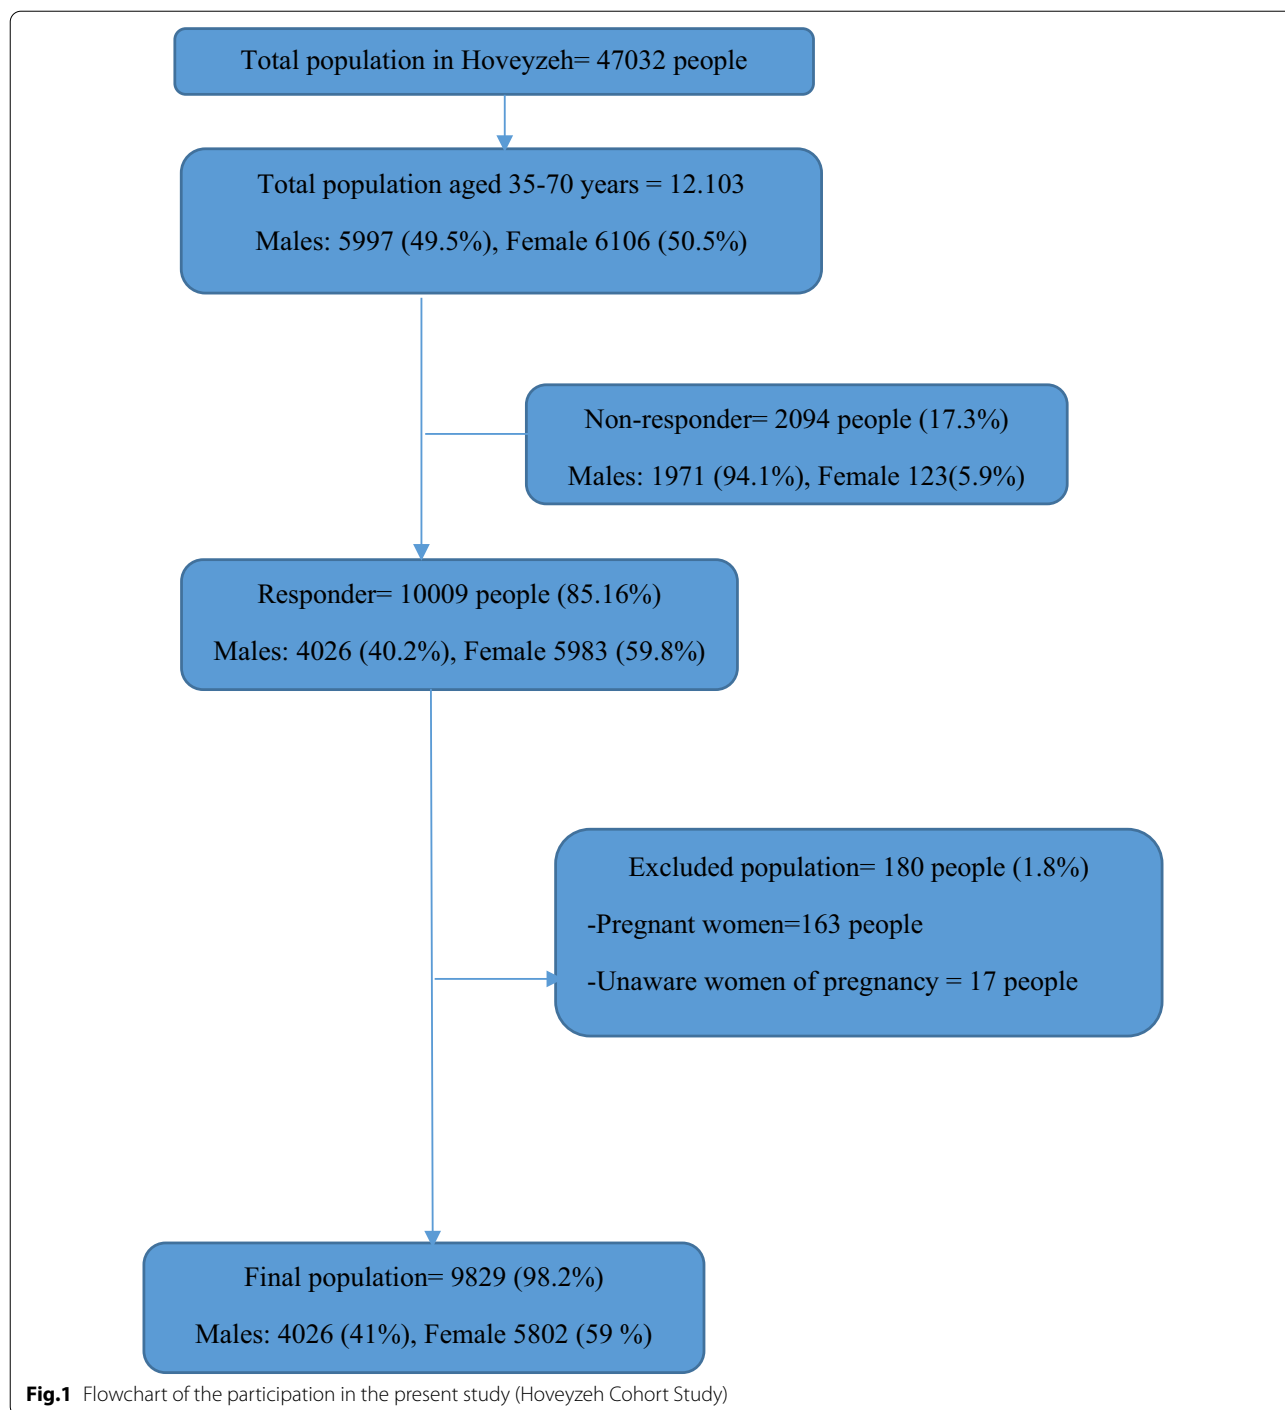 Total population in Hoveyzeh= 47032 people
Total population aged 35-70 years = 12.103
Males: 5997 (49.5%), Female 6106 (50.5%)
Non-responder= 2094 people (17.3%)
Males: 1971 (94.1%), Female 123(5.9%)
Responder= 10009 people (85.16%)
Males: 4026 (40.2%), Female 5983 (59.8%)
Excluded population= 180 people (1.8%)
-Pregnant women=163 people
-Unaware women of pregnancy = 17 people
Final population= 9829 (98.2%)
Males: 4026 (41%), Female 5802 (59 %)
Fig.1 Flowchart of the participation in the present study (Hoveyzeh Cohort Study)